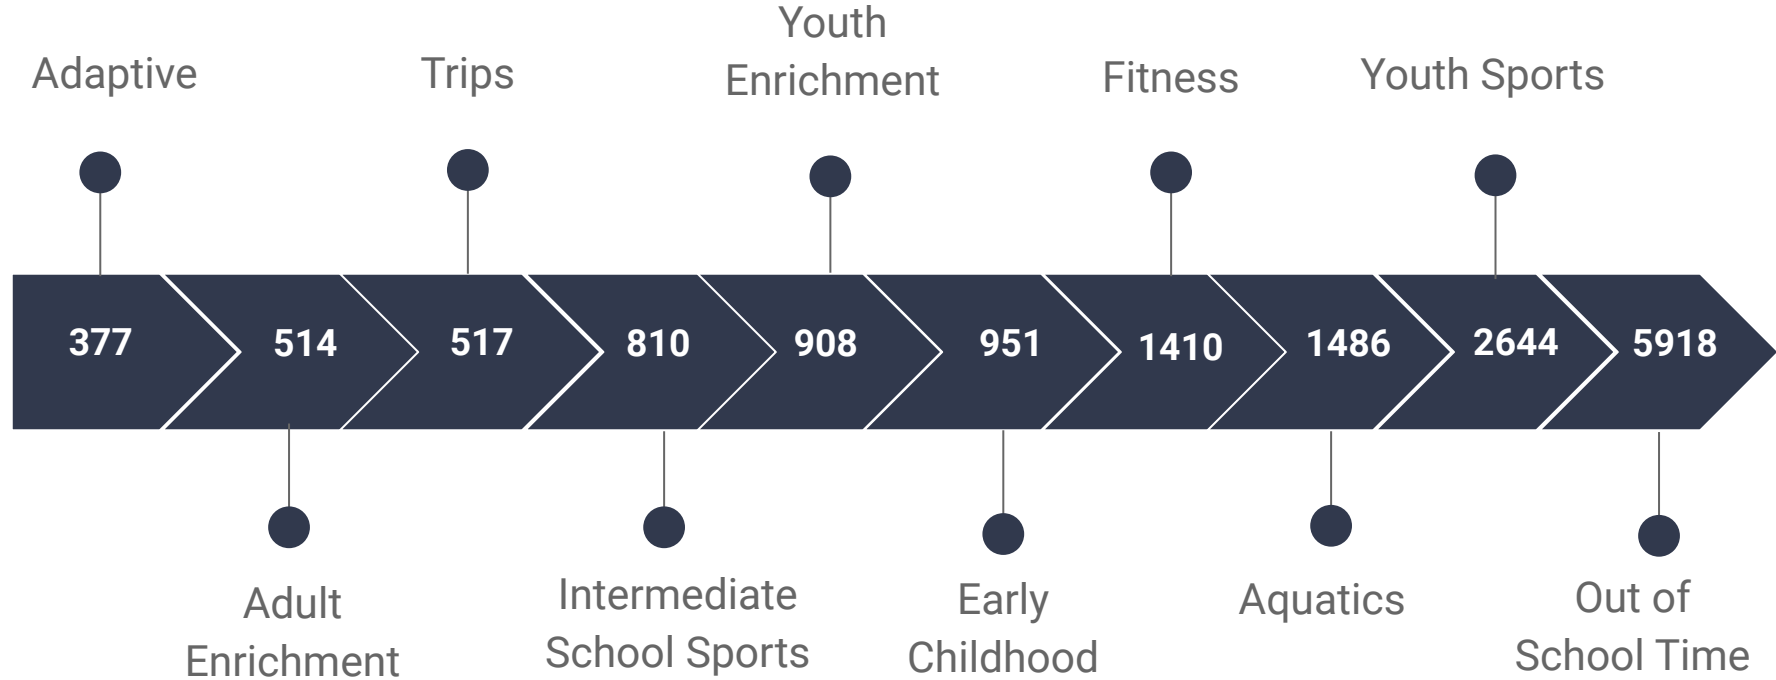 Adaptive
Trips
Youth
Enrichment
Fitness
Youth Sports
377
514
517
810
908
951
1410
1486
2644
5918
Adult
Enrichment
Intermediate
School Sports
Early
Childhood
Aquatics
Out of
School Time